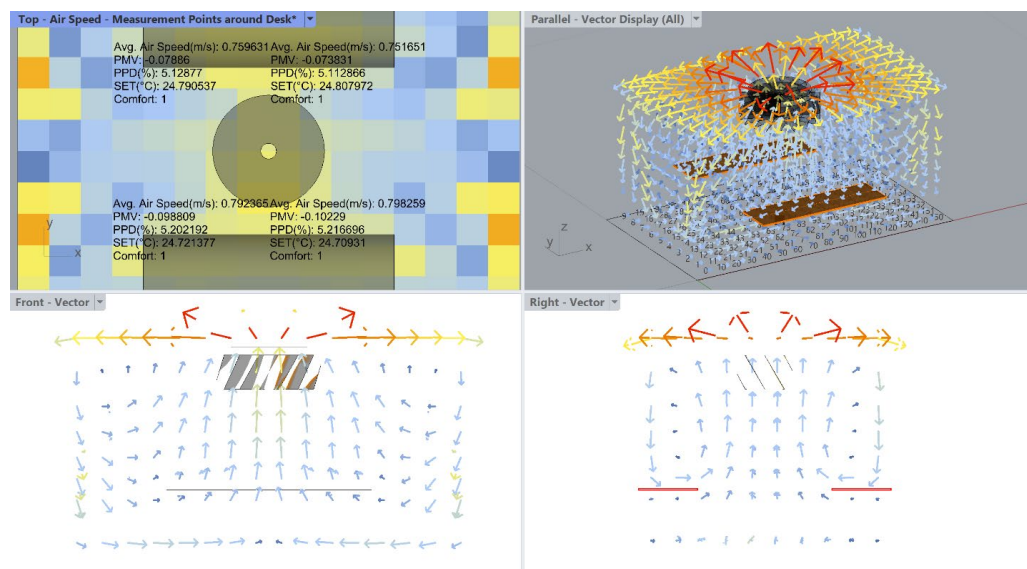 Top - Air Speed - Measurement Points around Desk*
Parallel - Vector Display (All)
Avg. Air Speed(m/s): 0.759631
PMV: -0.07886
PPD(%): 5.12877
SET(°C): 24.790537
Comfort: 1
Avg. Air Speed(m/s): 0.751651
PMV: -0.073831
PPD(%): 5.112866
SET(°C): 24.807972
Comfort: 1
Avg. Air Speed(m/s): 0.792365
PMV: -0.098809
PPD(%): 5.202192
SET(°C): 24.721377
Comfort: 1
Avg. Air Speed(m/s): 0.798259
PMV: -0.10229
PPD(%): 5.216696
SET(°C): 24.70931
Comfort: 1
y
x
z
y
x
Front - Vector
Right - Vector